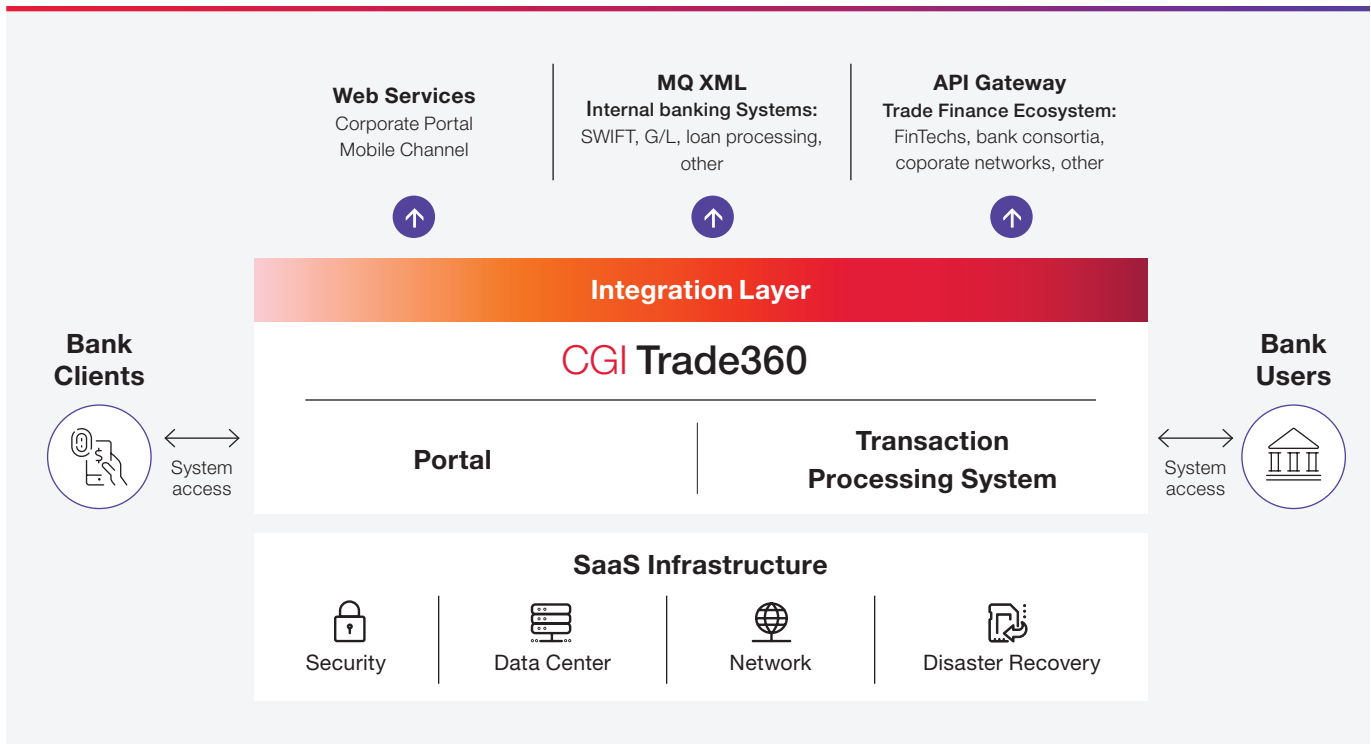 Web Services
Corporate Portal
Mobile Channel
MQ XML
Internal banking Systems:
SWIFT, G/L, loan processing,
other
API Gateway
Trade Finance Ecosystem:
FinTechs, bank consortia,
coporate networks, other
Integration Layer
Bank
Clients
System
access
CGI Trade360
Portal
Transaction
Processing System
Bank
Users
System
access
SaaS Infrastructure
Security
Data Center
Network
Disaster Recovery